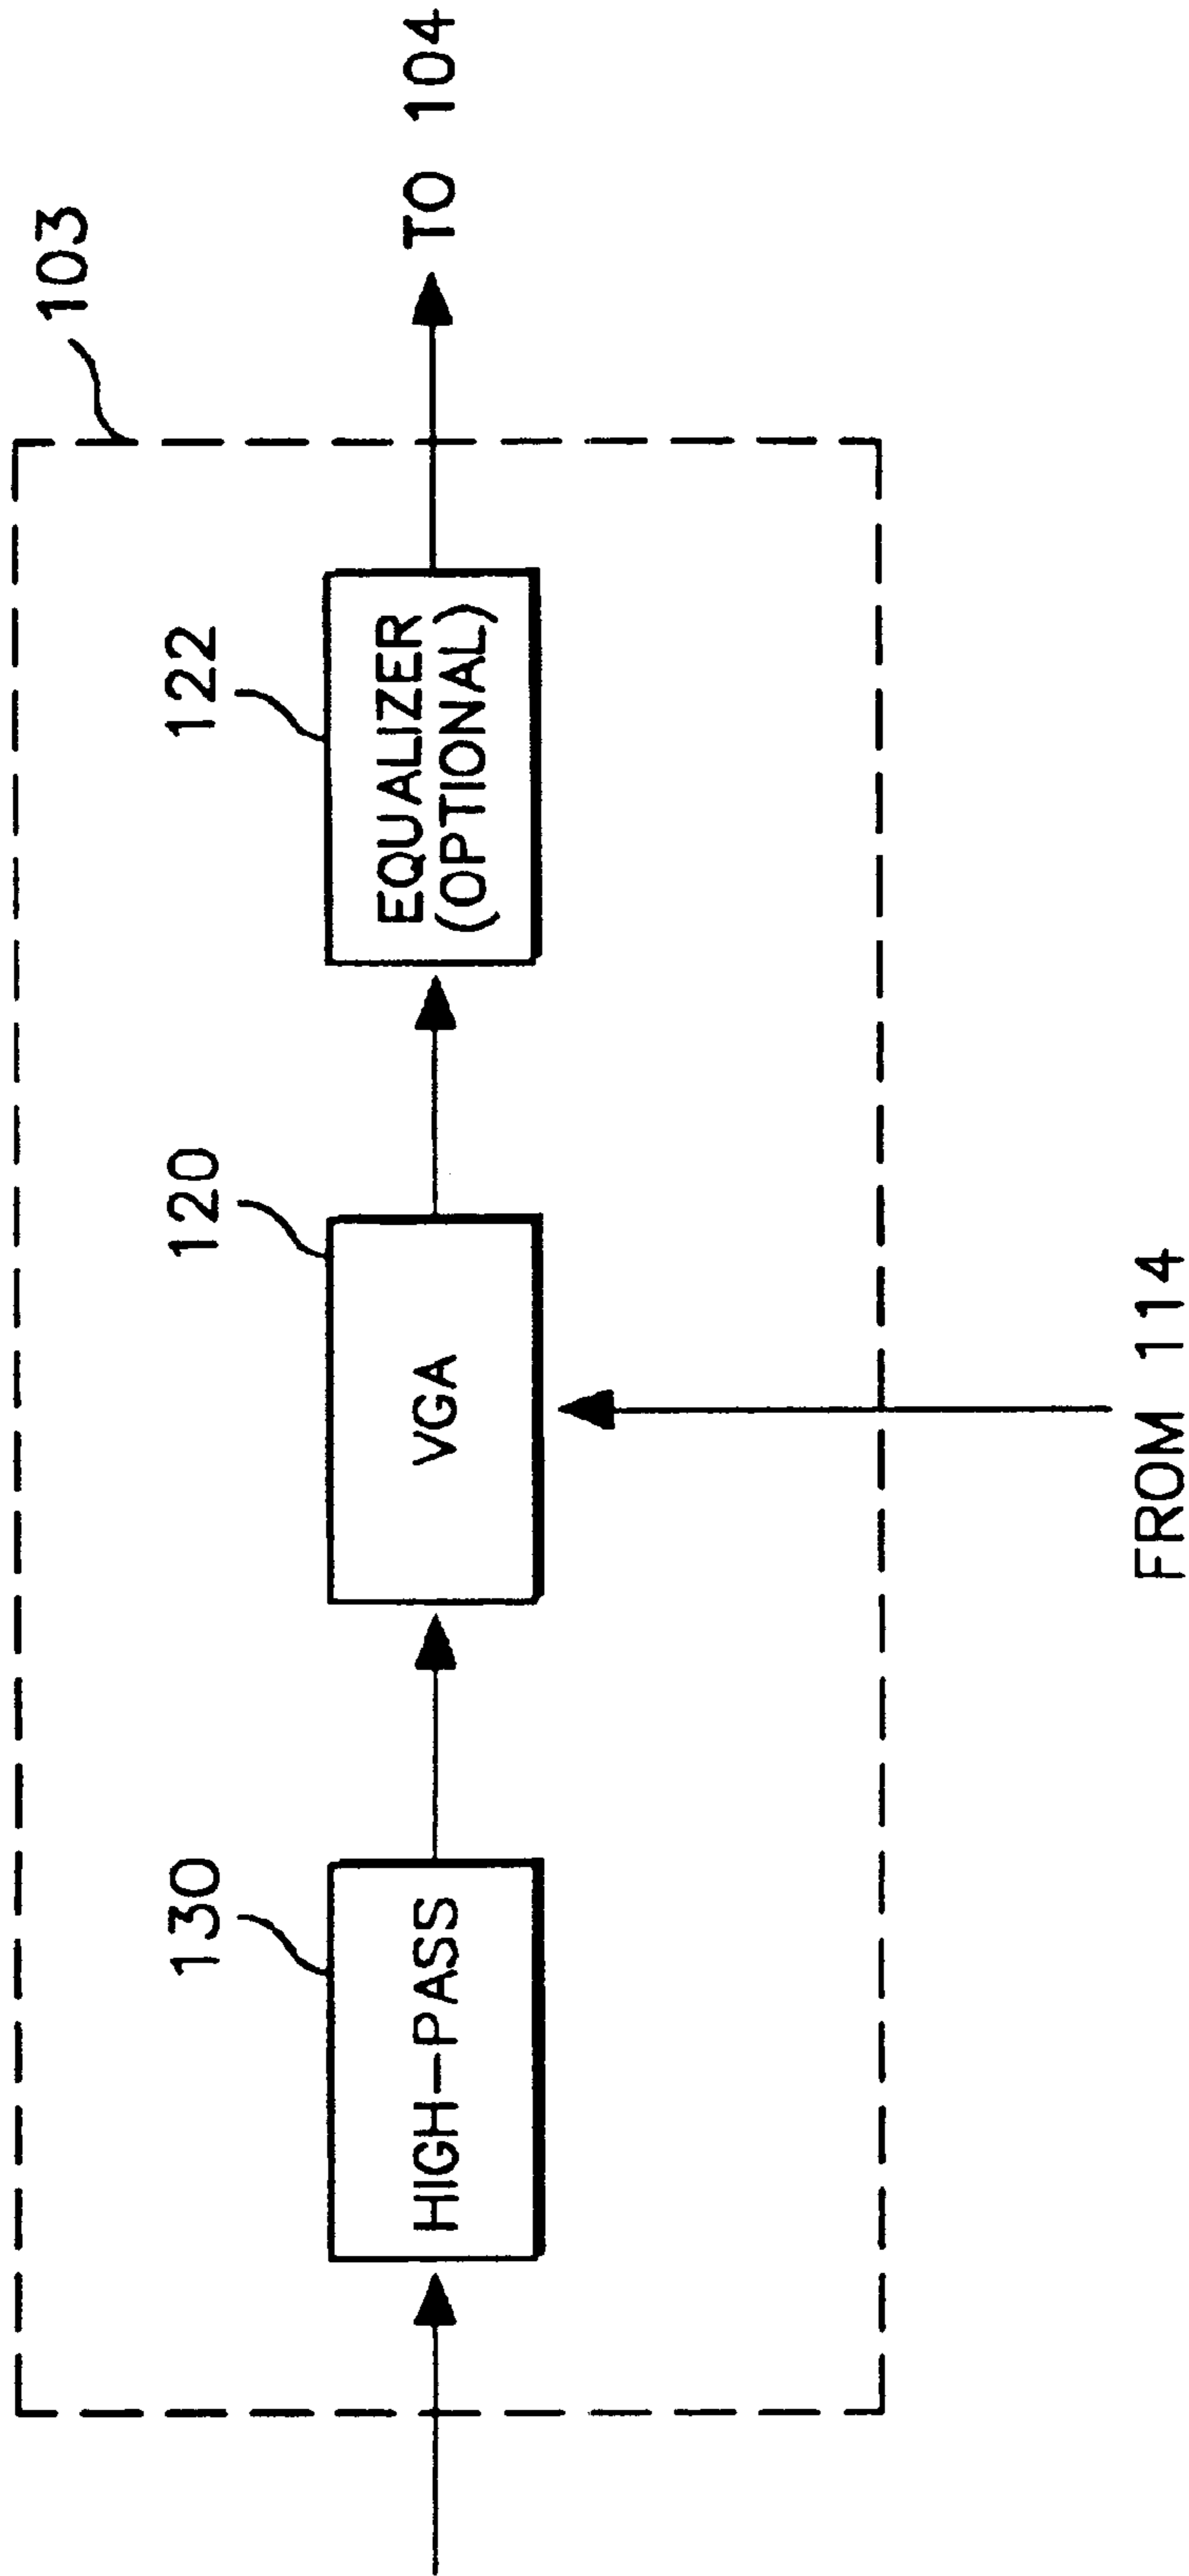 103
130
120
122
HIGH-PASS
VGA
EQUALIZER
(OPTIONAL)
TO 104
FROM 114